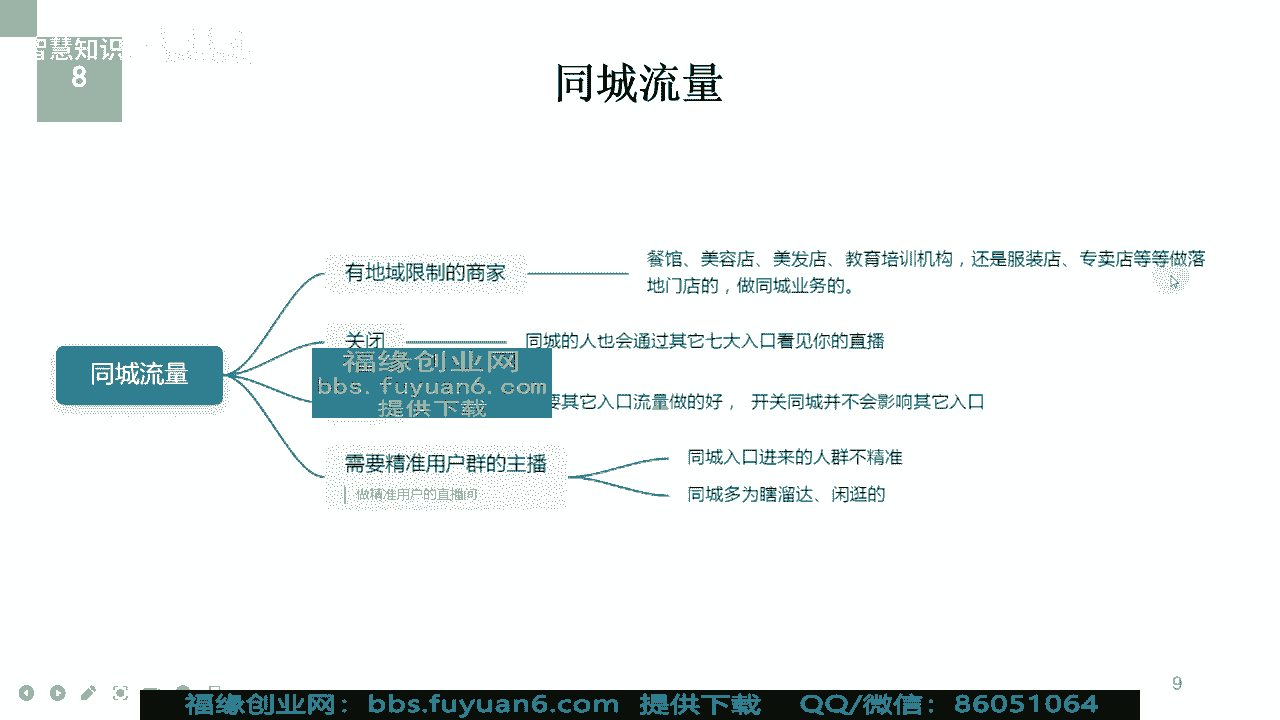 智慧知识
8
同城流量
有地域限制的商家
餐馆、美容店、美发店、教育培训机构，还是服装店、专卖店等等做落
地门店的，做同城业务的。
关闭
同城的人也会通过其它七大入口看见你的直播
同城流量
福缘创业网
bbs.fuyuan6.com
提供下载
要其它入口流量做的好， 开关同城并不会影响其它入口
需要精准用户群的主播
做精准用户的直播间
同城入口进来的人群不精准
同城多为瞎溜达、闲逛的
9
福缘创业网：bbs.fuyuan6.com 提供下载 QQ/微信：86051064